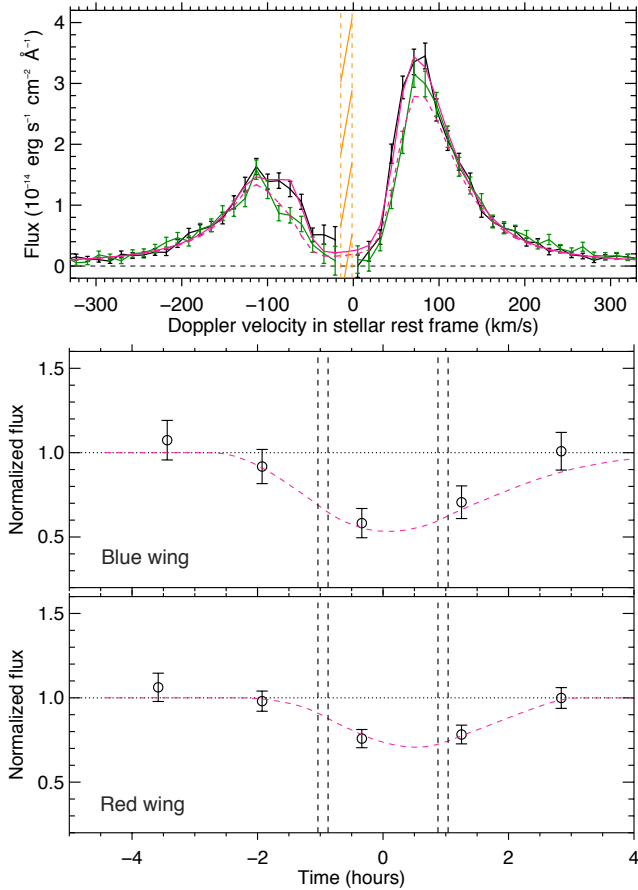 4
3
2
1
0
Flux (10⁻¹⁴ erg s⁻¹ cm⁻² Å⁻¹)
−300 −200 −100 0 100 200 300
Doppler velocity in stellar rest frame (km/s)
1.5
1.0
0.5
Normalized flux
Blue wing
1.5
1.0
0.5
Normalized flux
Red wing
−4 −2 0 2 4
Time (hours)